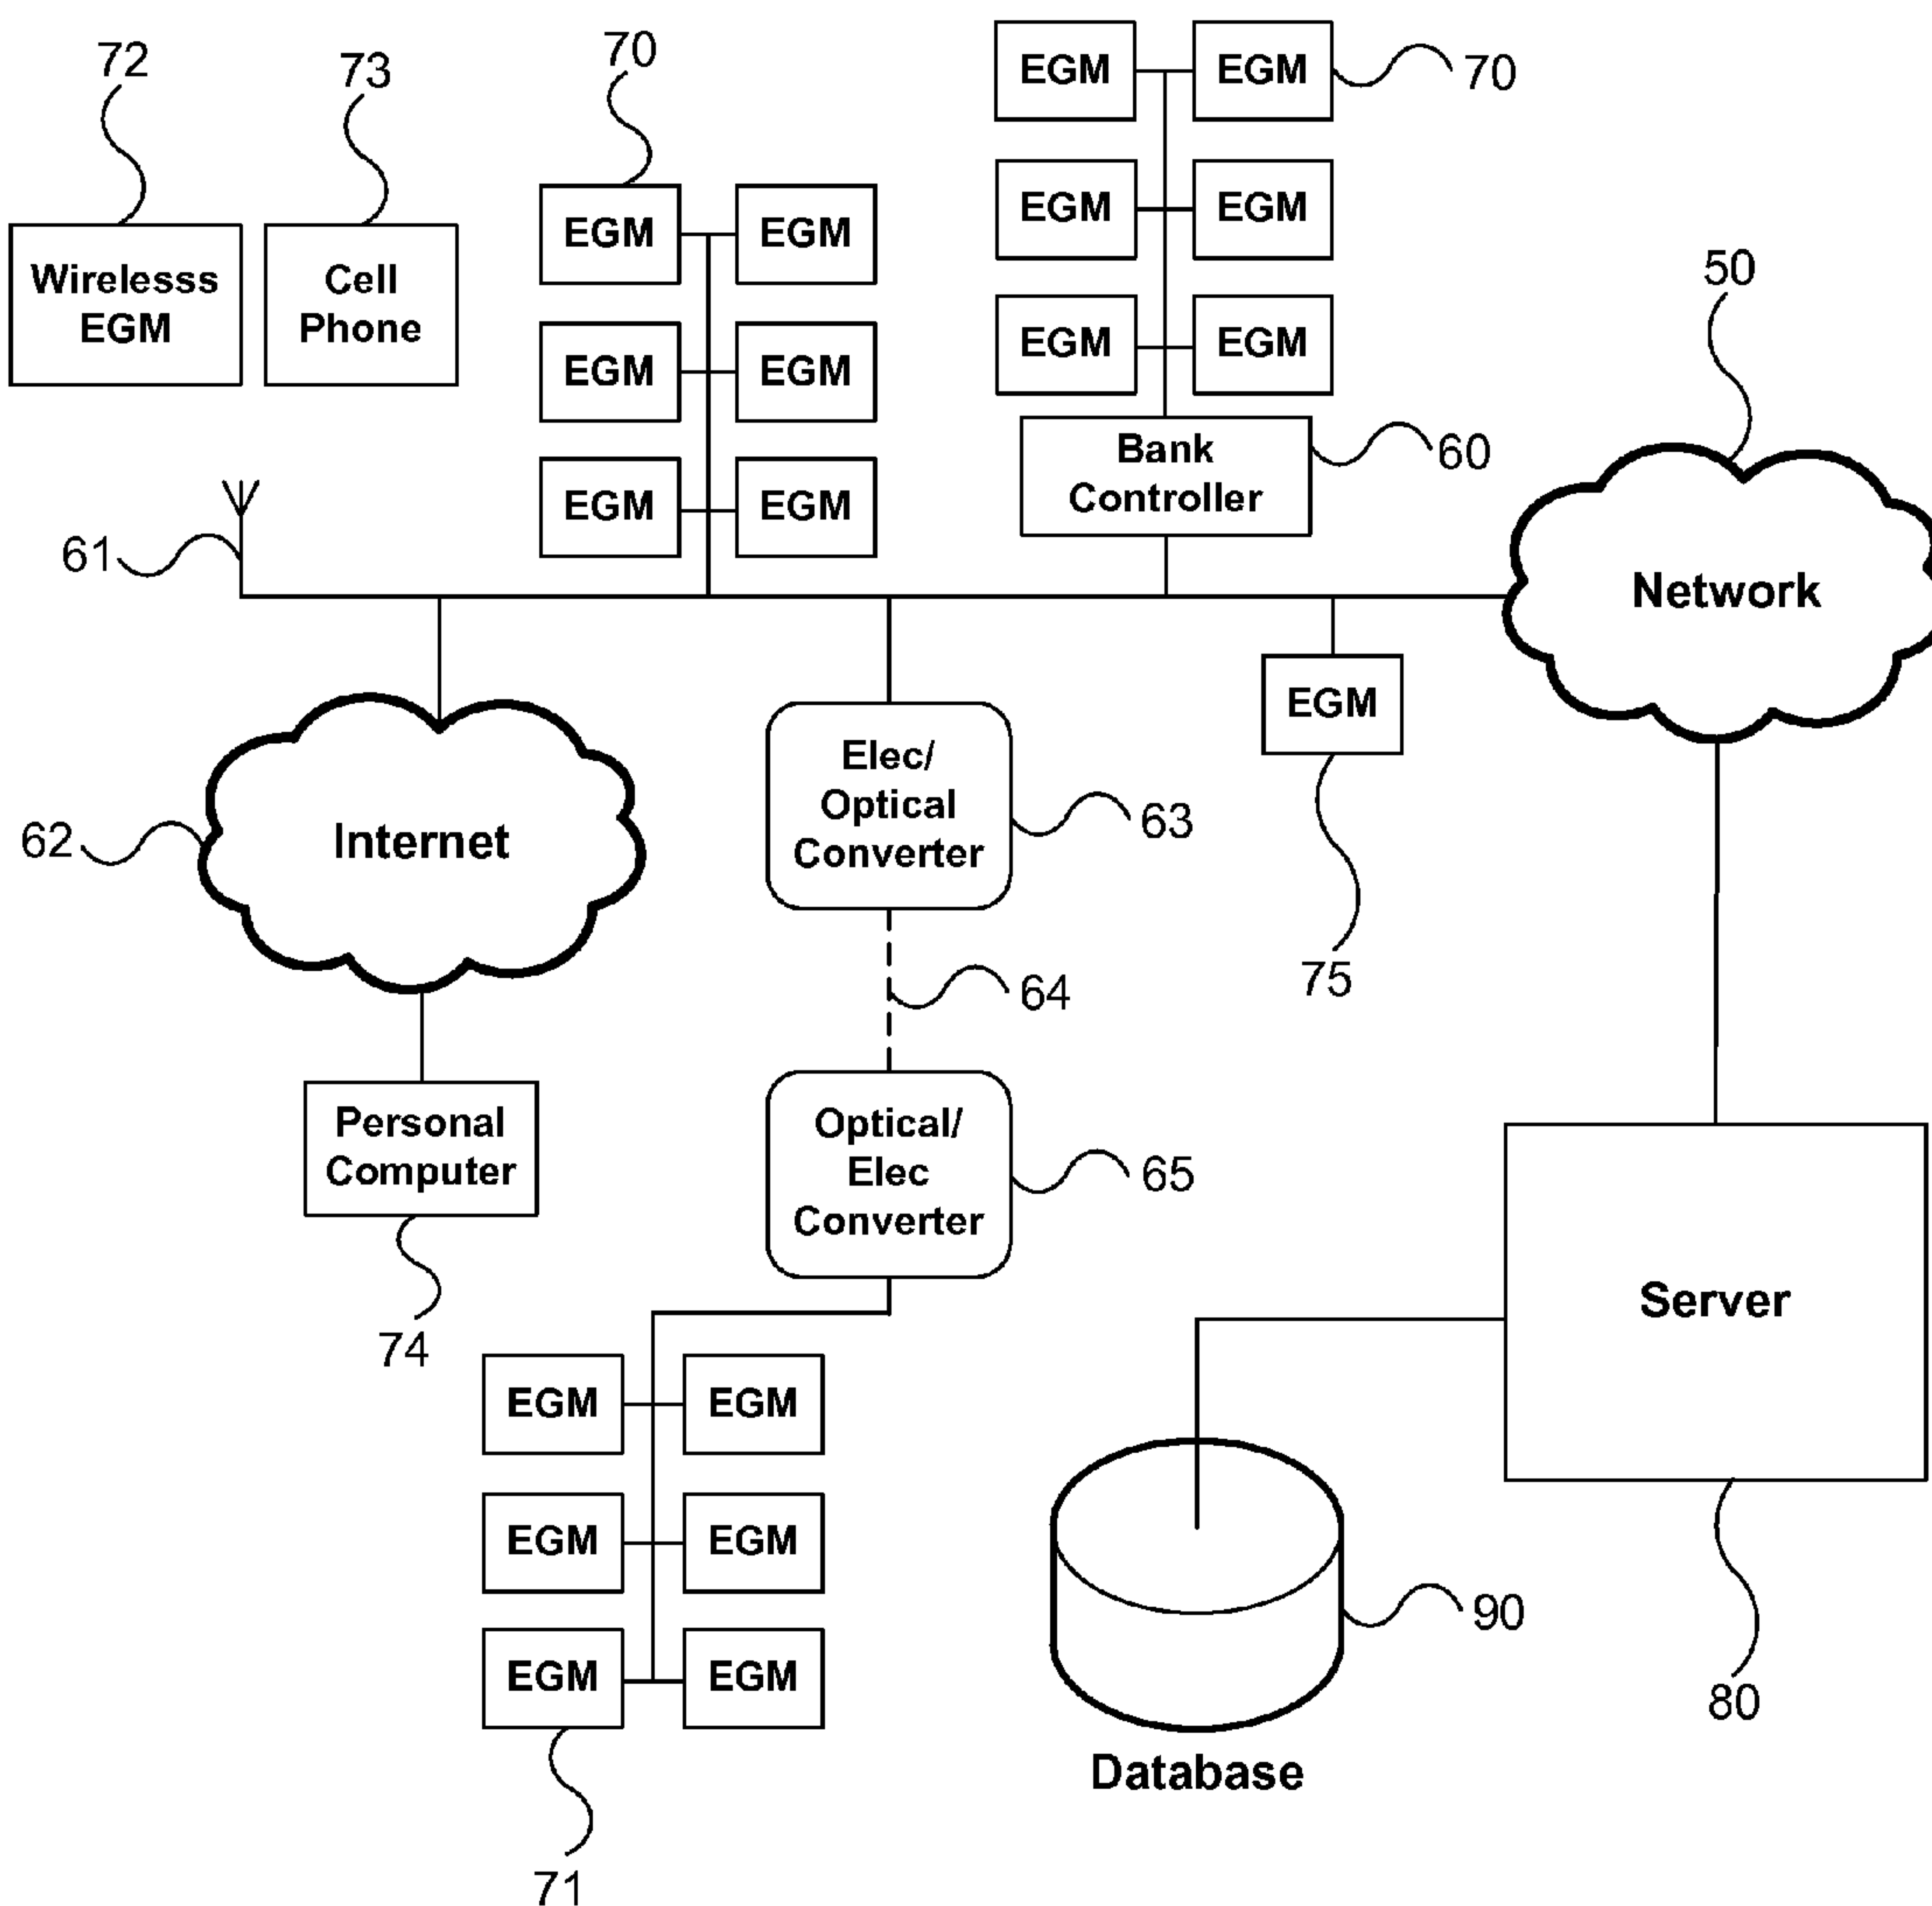 72
73
70
EGM
EGM
70
Wirelesss
EGM
Cell
Phone
EGM
EGM
EGM
EGM
EGM
EGM
EGM
EGM
EGM
EGM
50
Bank
Controller
60
61
Network
EGM
75
Internet
62
Elec/
Optical
Converter
63
64
Personal
Computer
74
Optical/
Elec
Converter
65
Server
80
EGM
EGM
EGM
EGM
EGM
EGM
71
90
Database